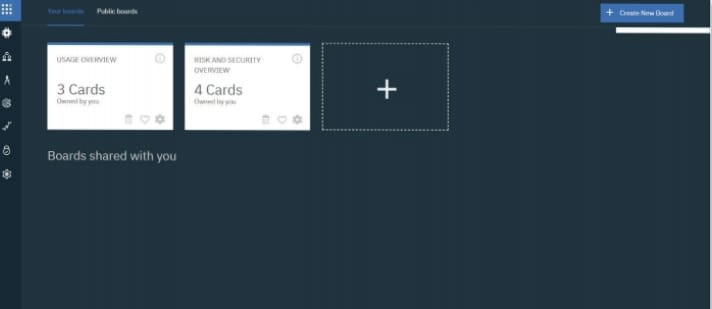 Your boards Public boards
+ Create New Board
USAGE OVERVIEW
3 Cards
Owned by you
RISK AND SECURITY
OVERVIEW
4 Cards
Owned by you
Boards shared with you